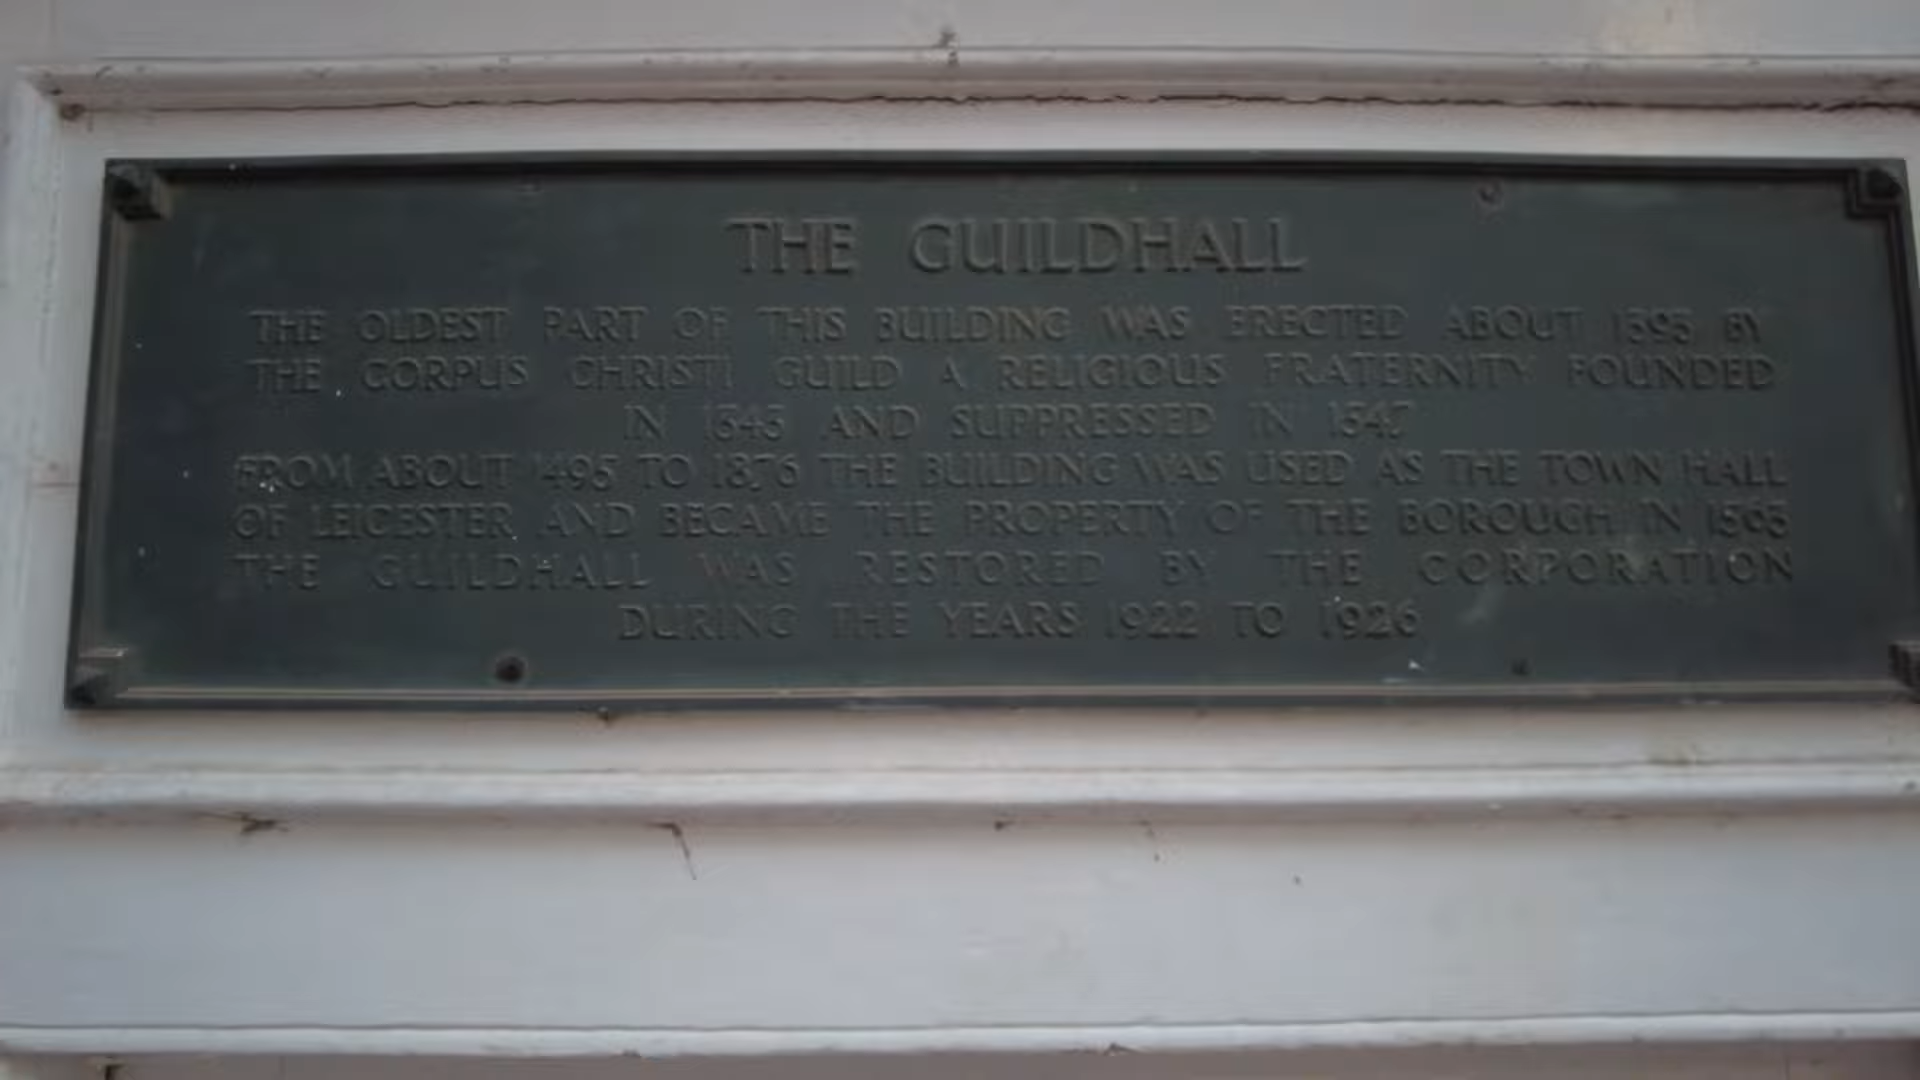 THE GUILDHALL
THE OLDEST PART OF THIS BUILDING WAS ERECTED ABOUT 1393 BY
THE CORPUS CHRISTI GUILD A RELIGIOUS FRATERNITY FOUNDED
IN 1343 AND SUPPRESSED IN 1547
FROM ABOUT 1495 TO 1876 THE BUILDING WAS USED AS THE TOWN HALL
OF LEICESTER AND BECAME THE PROPERTY OF THE BOROUGH IN 1563
THE GUILDHALL WAS RESTORED BY THE CORPORATION
DURING THE YEARS 1922 TO 1926